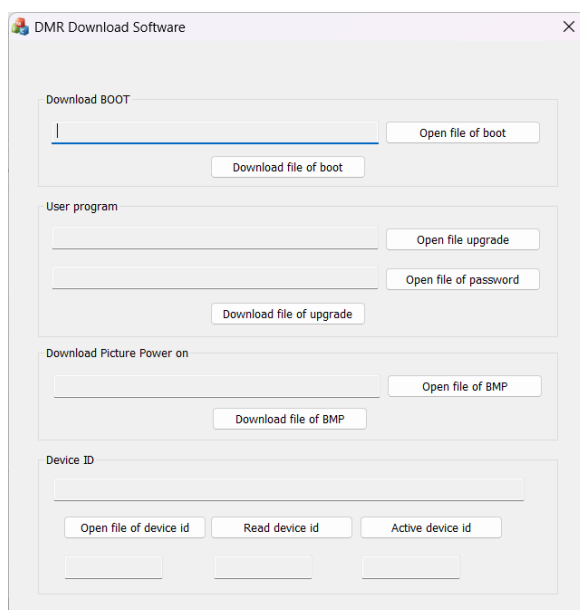 DMR Download Software
Download BOOT
Open file of boot
Download file of boot
User program
Open file upgrade
Open file of password
Download file of upgrade
Download Picture Power on
Open file of BMP
Download file of BMP
Device ID
Open file of device id Read device id Active device id